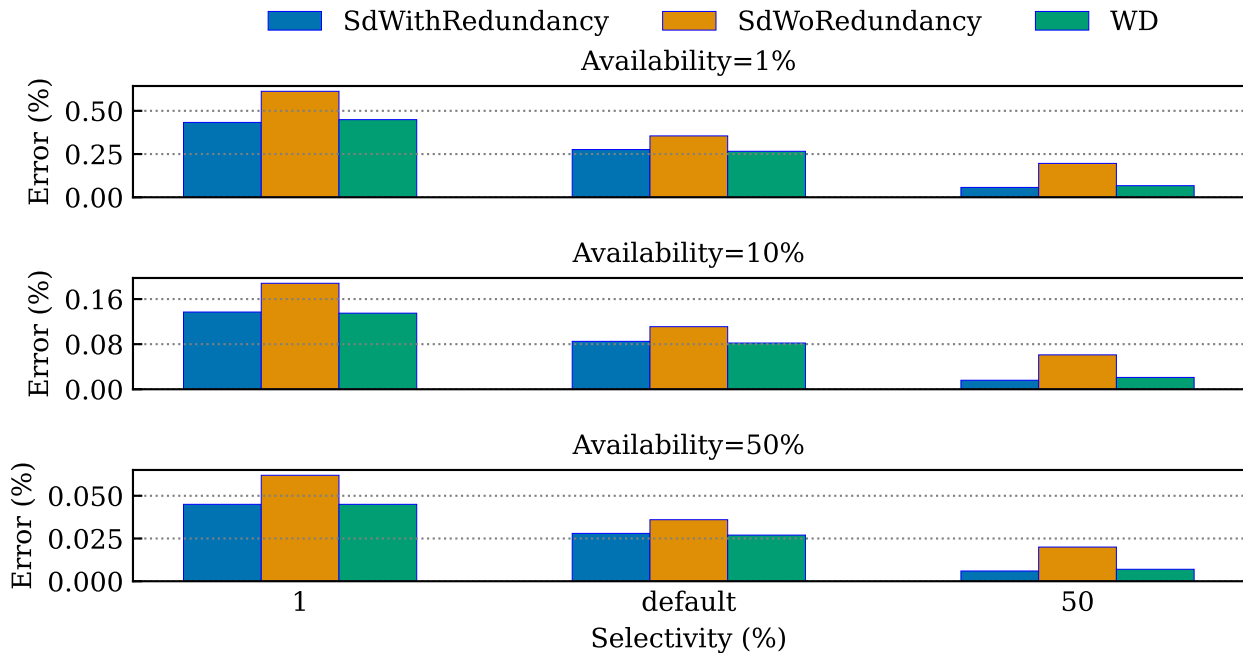 SdWithRedundancy SdWoRedundancy WD
Availability=1%
Error (%)
0.50
0.25
0.00
Availability=10%
Error (%)
0.16
0.08
0.00
Availability=50%
Error (%)
0.050
0.025
0.000
1 default 50
Selectivity (%)